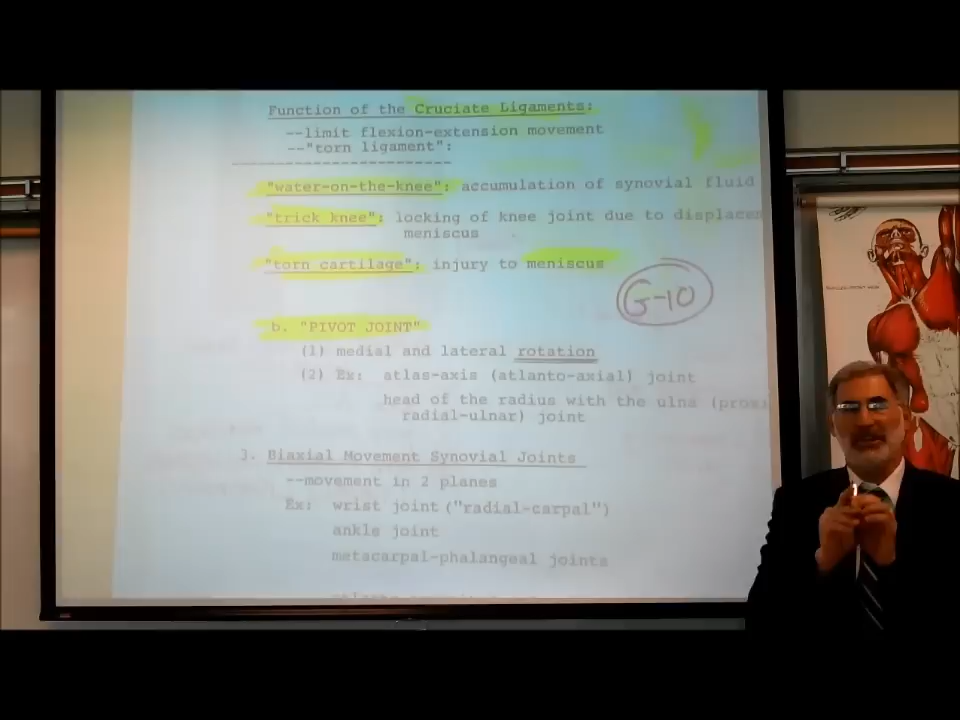 Function of the Cruciate Ligaments:
--limit flexion-extension movement
--"torn ligament":
"water-on-the-knee": accumulation of synovial fluid
"trick knee": locking of knee joint due to displacem
meniscus
"torn cartilage": injury to meniscus
G-10
b. "PIVOT JOINT"
(1) medial and lateral rotation
(2) Ex: atlas-axis (atlanto-axial) joint
head of the radius with the ulna (prox
radial-ulnar) joint
3. Biaxial Movement Synovial Joints
--movement in 2 planes
Ex: wrist joint ("radial-carpal")
ankle joint
metacarpal-phalangeal joints